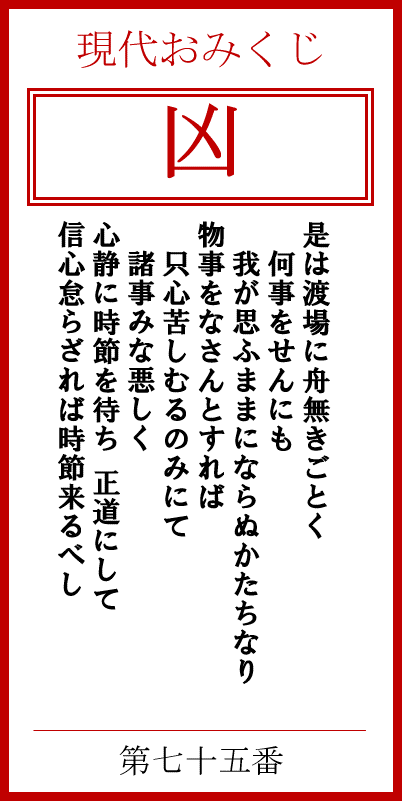 現代おみくじ
凶
是は渡場に舟無きごとく
何事をせんにも
我が思ふままにならぬかたちなり
物事をなさんとすれば
只心苦しむるのみにて
諸事みな悪しく
心静に時節を待ち 正道にして
信心怠らざれば時節来るべし
第七十五番